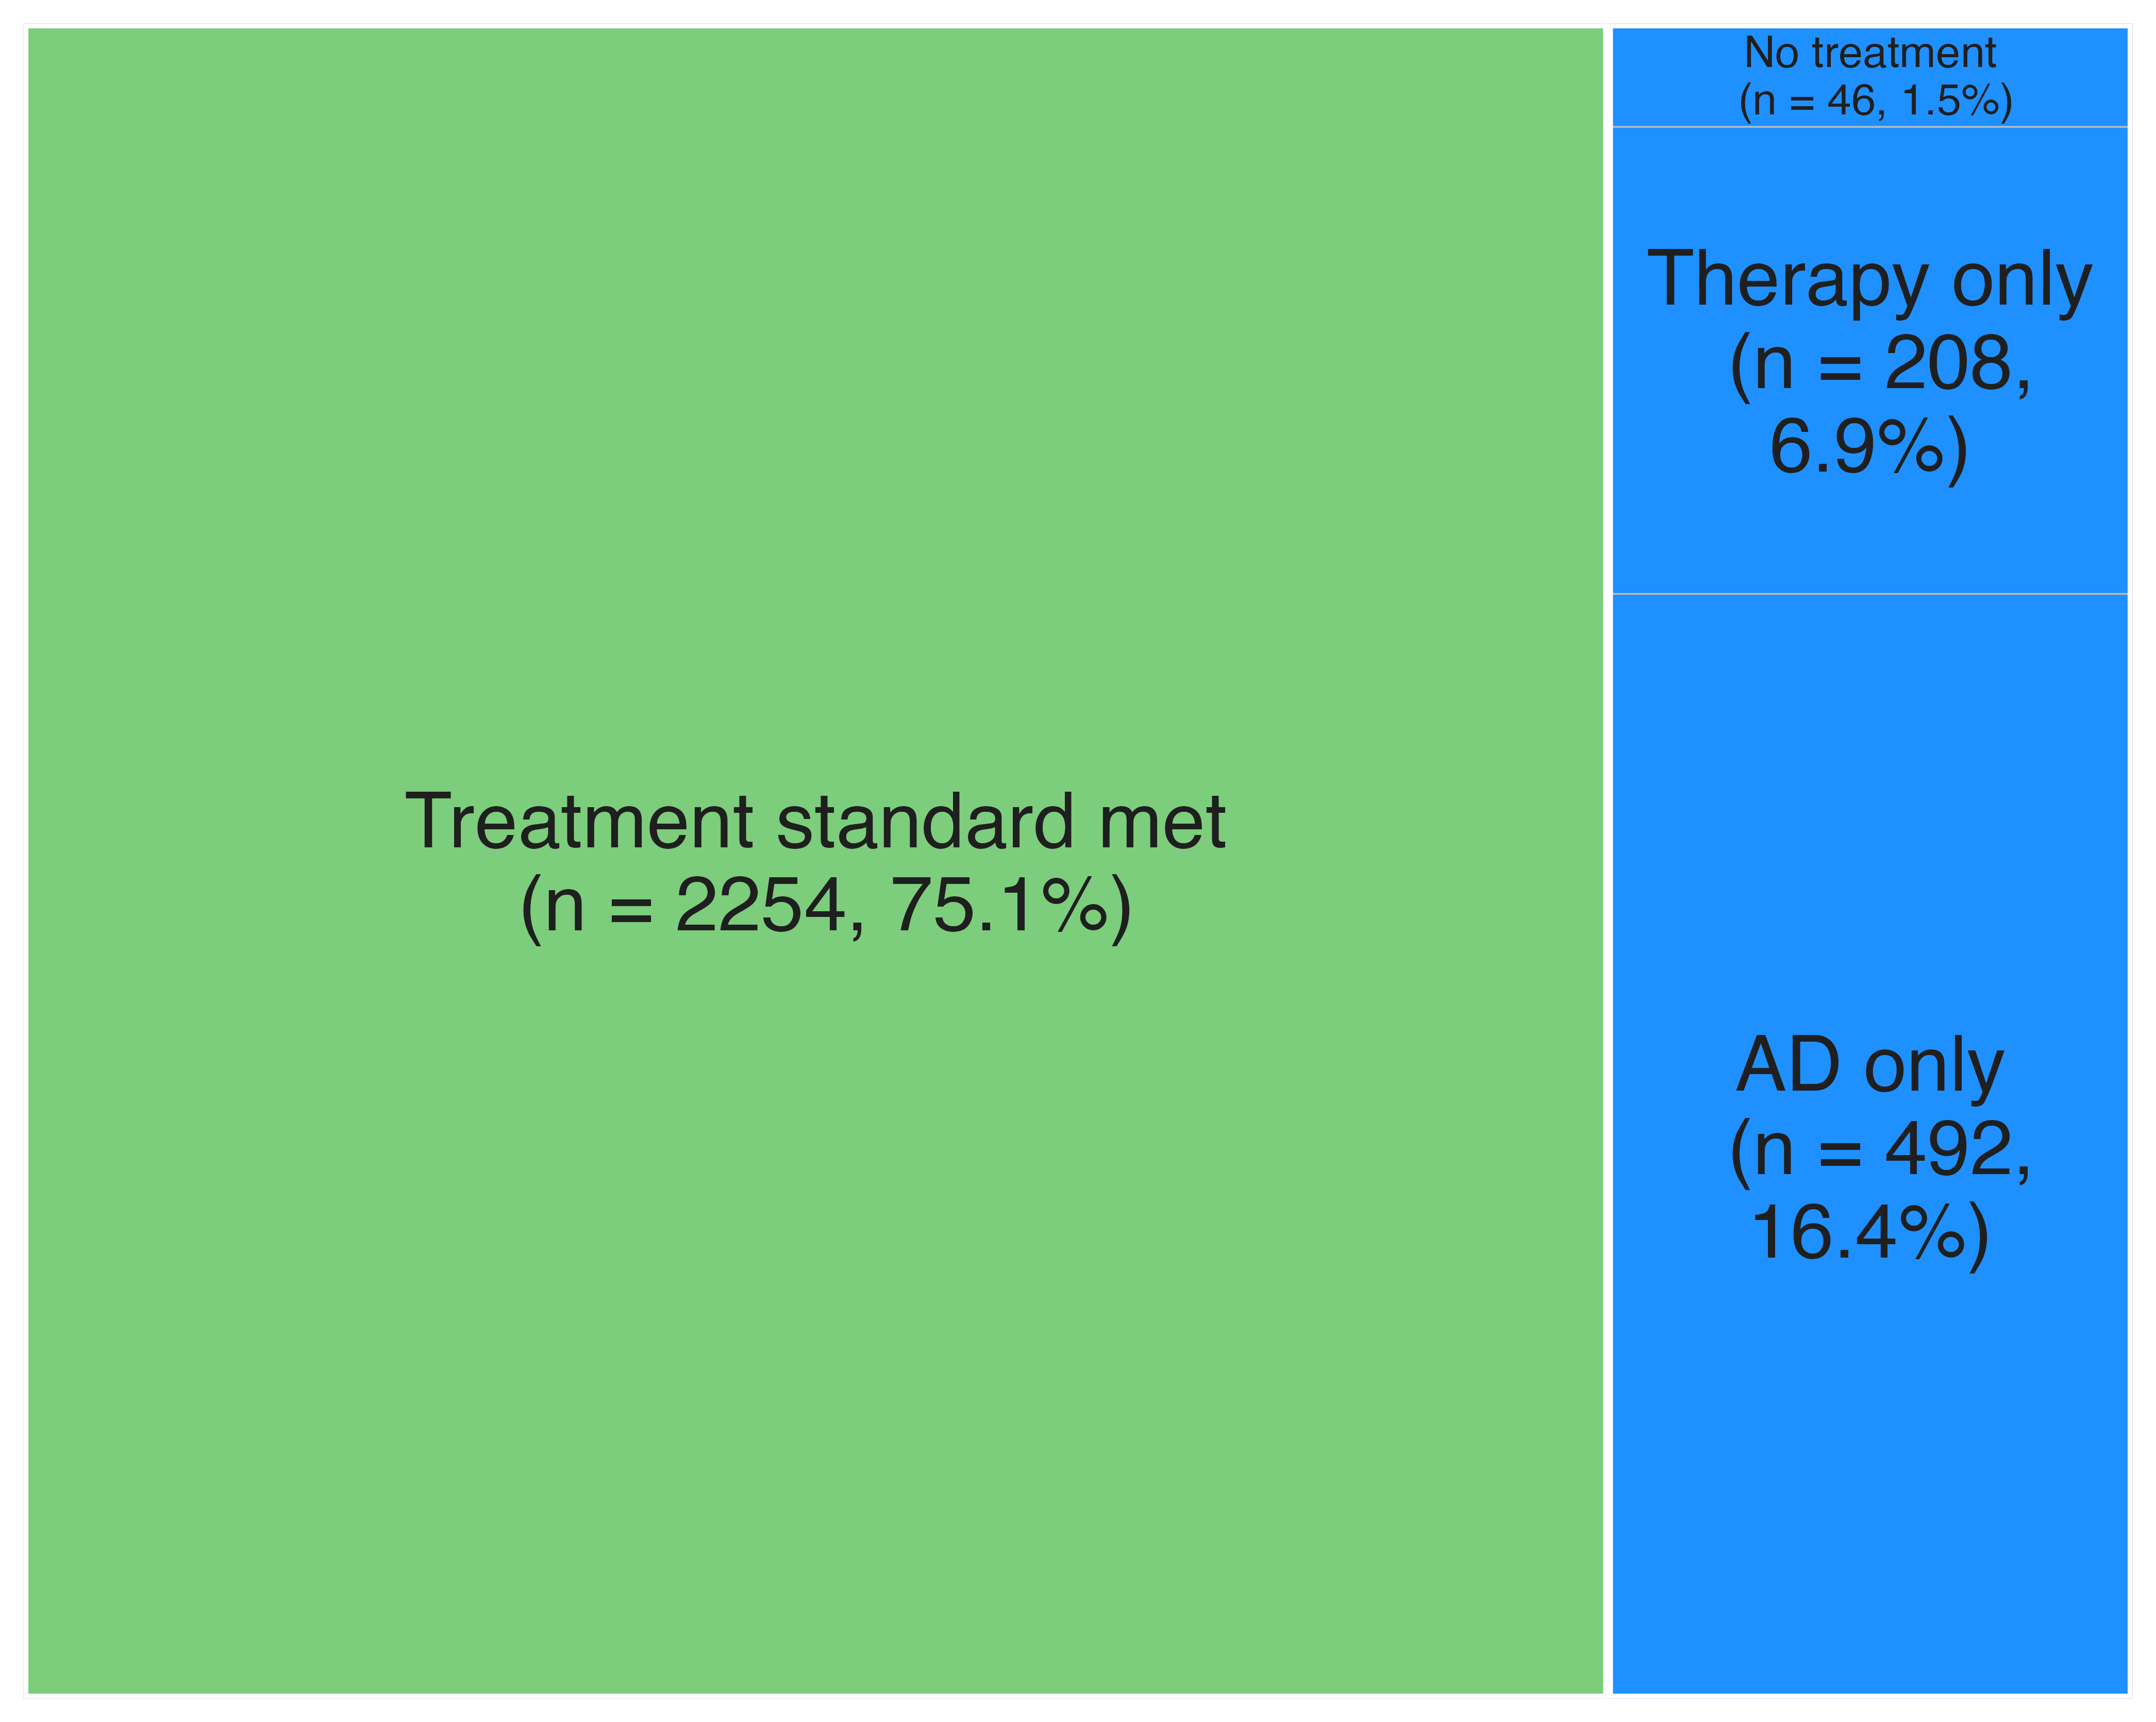 Treatment standard met
(n = 2254, 75.1%)
No treatment
(n = 46, 1.5%)
Therapy only
(n = 208,
6.9%)
AD only
(n = 492,
16.4%)